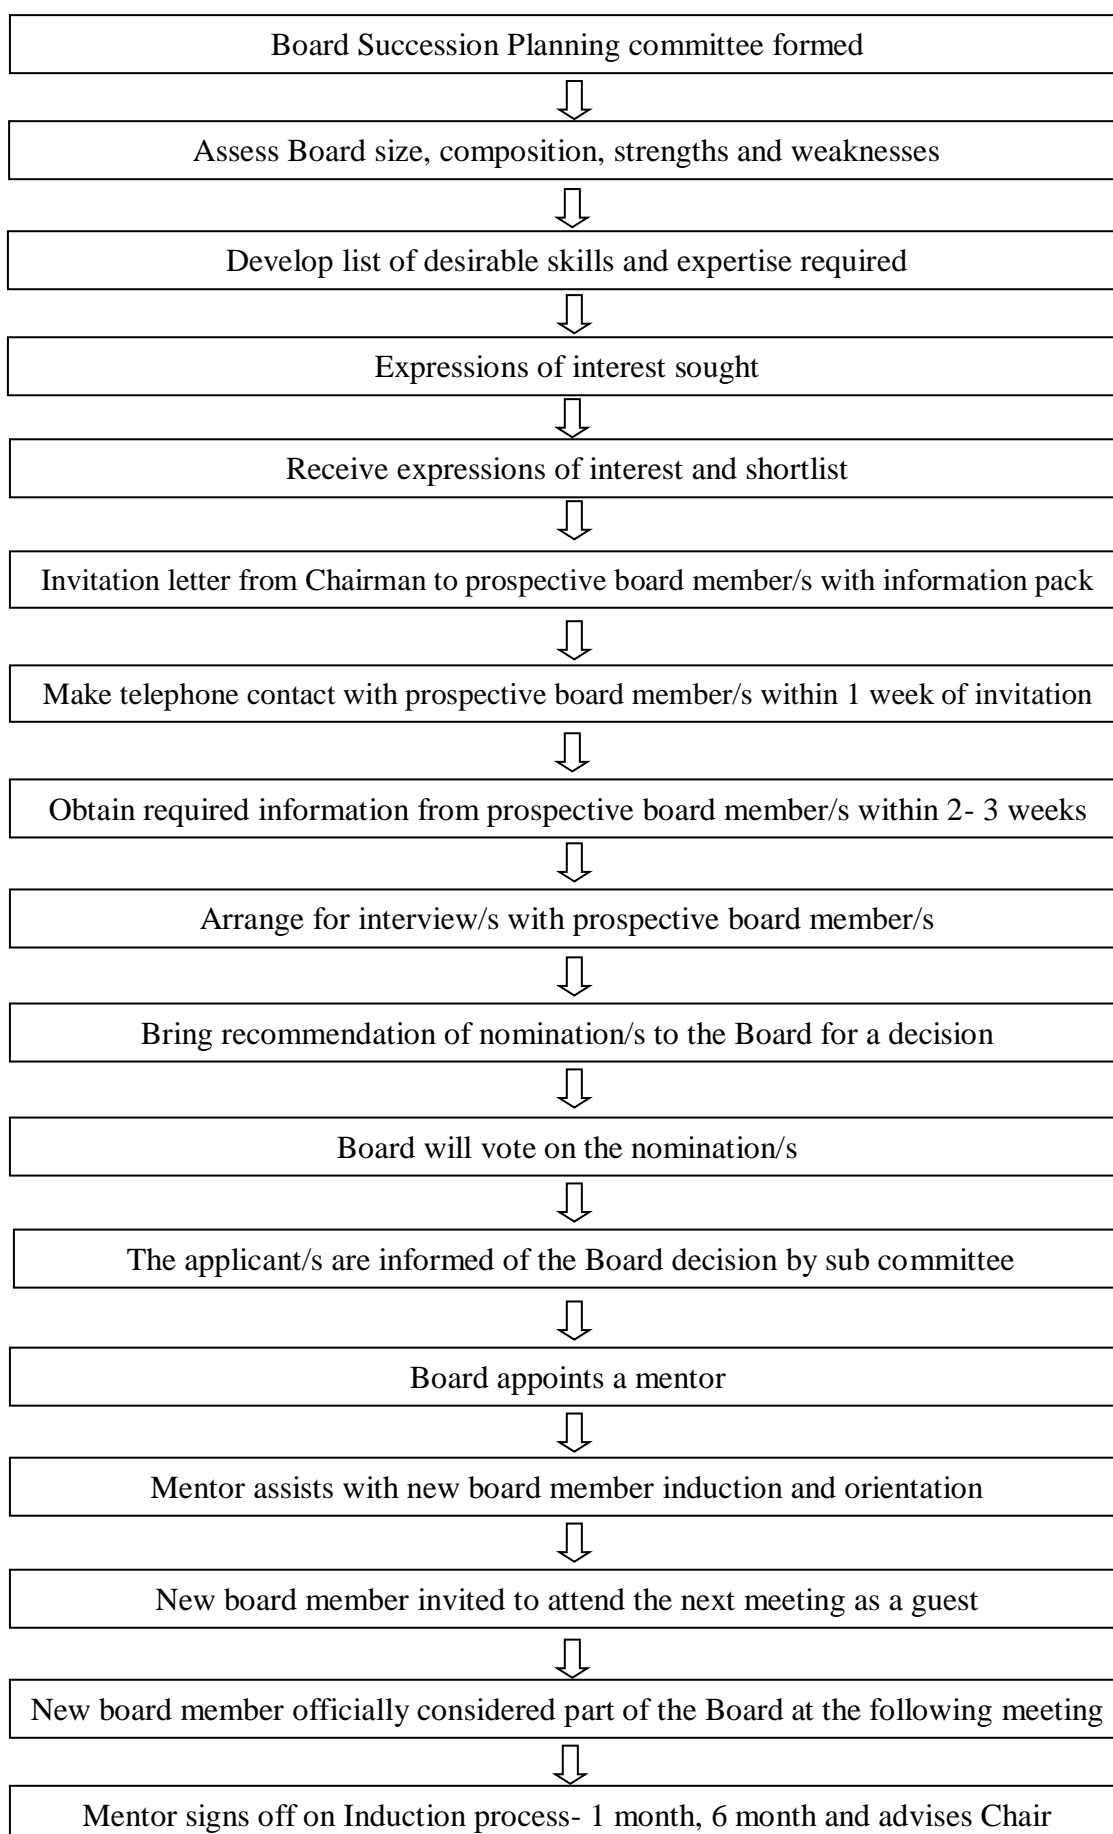 Board Succession Planning committee formed
Assess Board size, composition, strengths and weaknesses
Develop list of desirable skills and expertise required
Expressions of interest sought
Receive expressions of interest and shortlist
Invitation letter from Chairman to prospective board member/s with information pack
Make telephone contact with prospective board member/s within 1 week of invitation
Obtain required information from prospective board member/s within 2- 3 weeks
Arrange for interview/s with prospective board member/s
Bring recommendation of nomination/s to the Board for a decision
Board will vote on the nomination/s
The applicant/s are informed of the Board decision by sub committee
Board appoints a mentor
Mentor assists with new board member induction and orientation
New board member invited to attend the next meeting as a guest
New board member officially considered part of the Board at the following meeting
Mentor signs off on Induction process- 1 month, 6 month and advises Chair